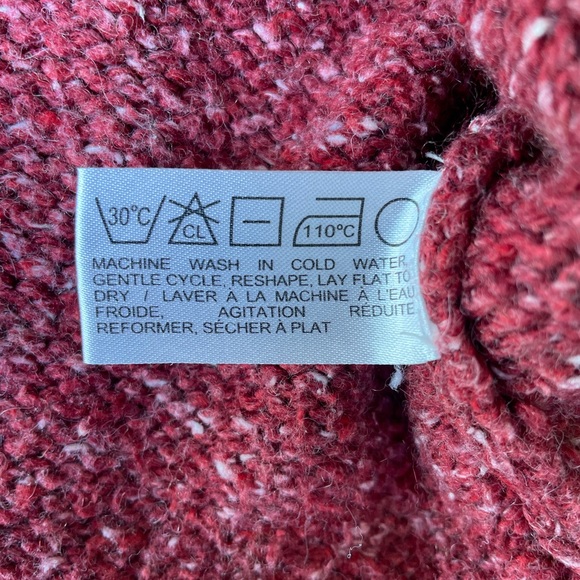 30°C CL 110°C
MACHINE WASH IN COLD WATER,
GENTLE CYCLE, RESHAPE, LAY FLAT TO
DRY / LAVER À LA MACHINE À L'EAU
FROIDE, AGITATION RÉDUITE
REFORMER, SÉCHER À PLAT